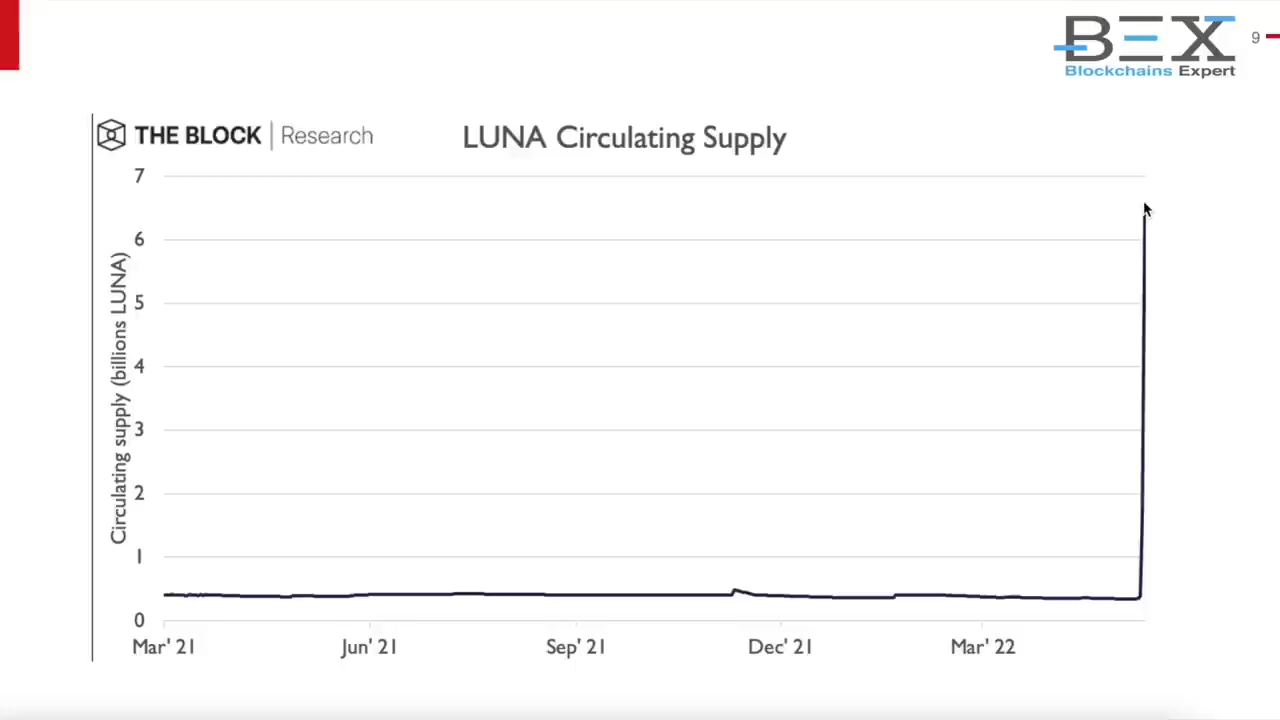 BEX
Blockchains Expert
9
THE BLOCK | Research
LUNA Circulating Supply
Circulating supply (billions LUNA)
7
6
5
4
3
2
1
0
Mar' 21
Jun' 21
Sep' 21
Dec' 21
Mar' 22